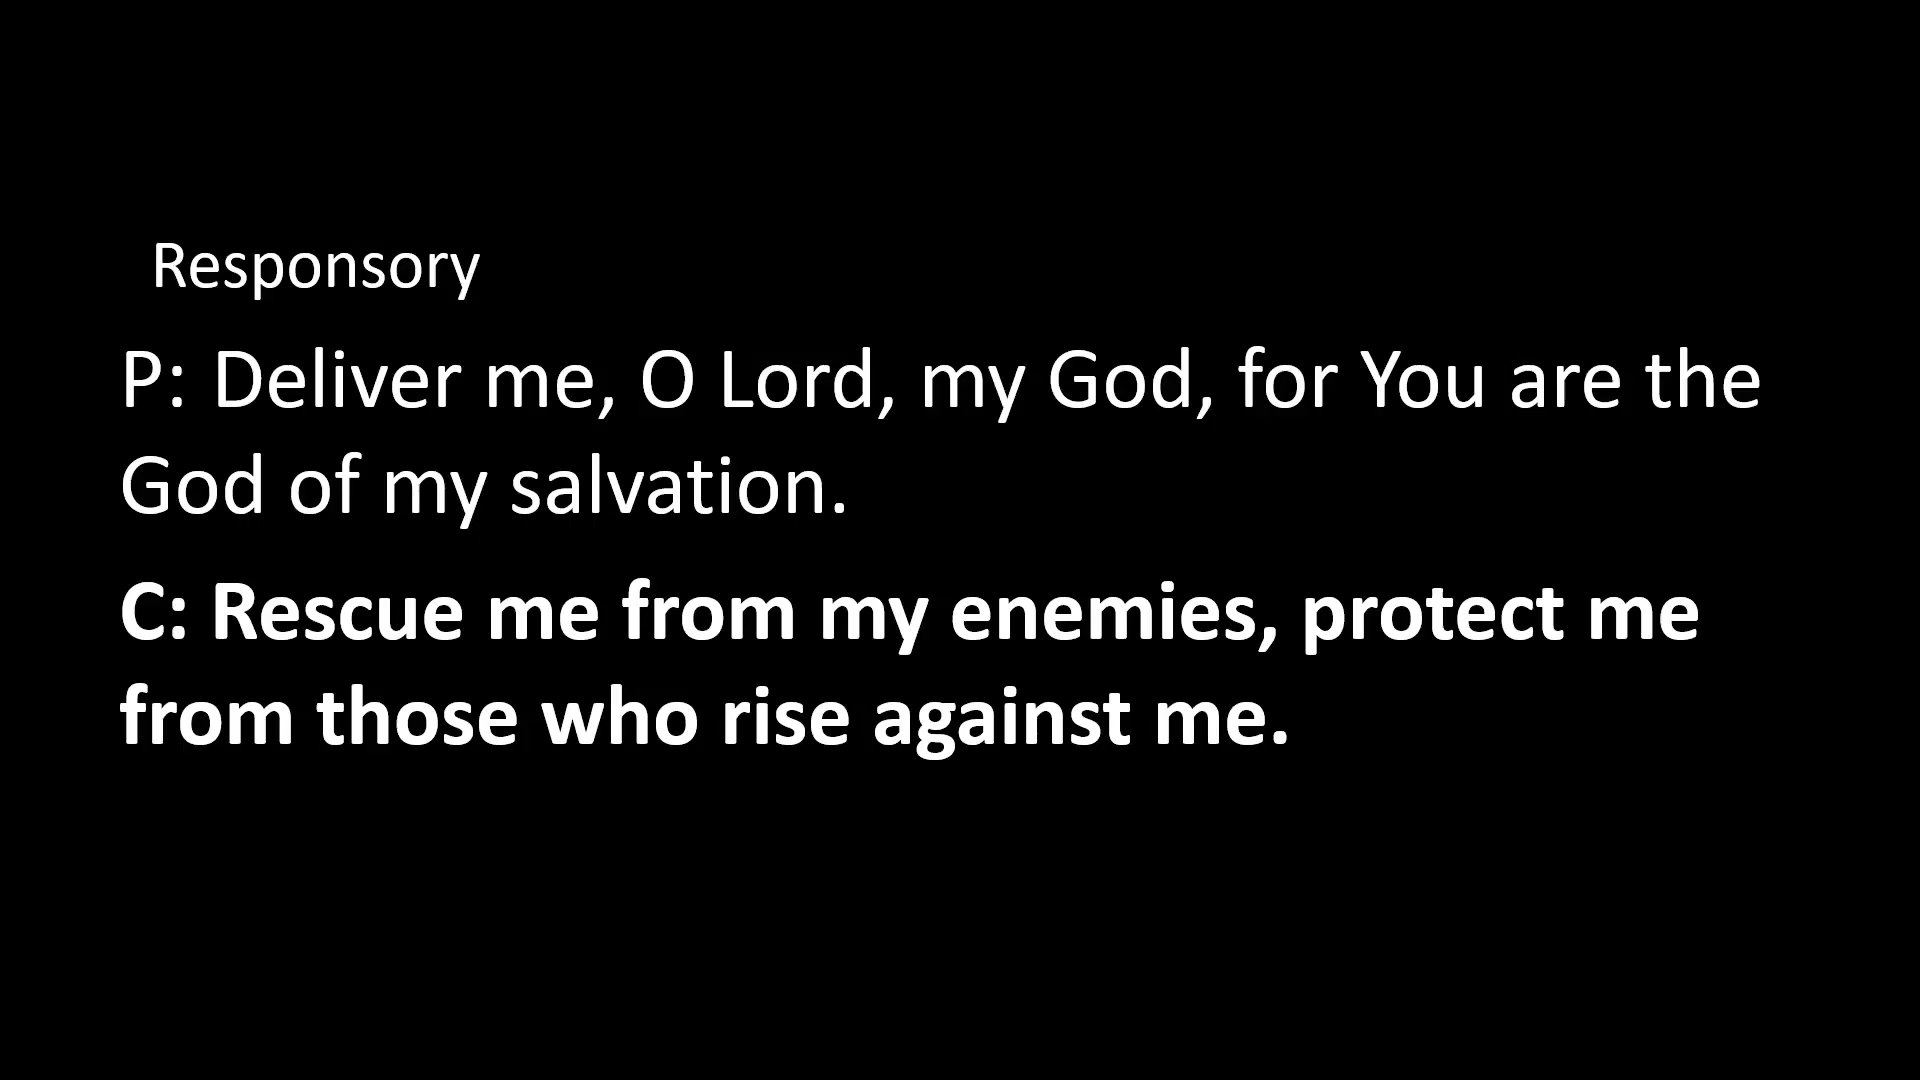 Responsory
P: Deliver me, O Lord, my God, for You are the
God of my salvation.
C: Rescue me from my enemies, protect me
from those who rise against me.